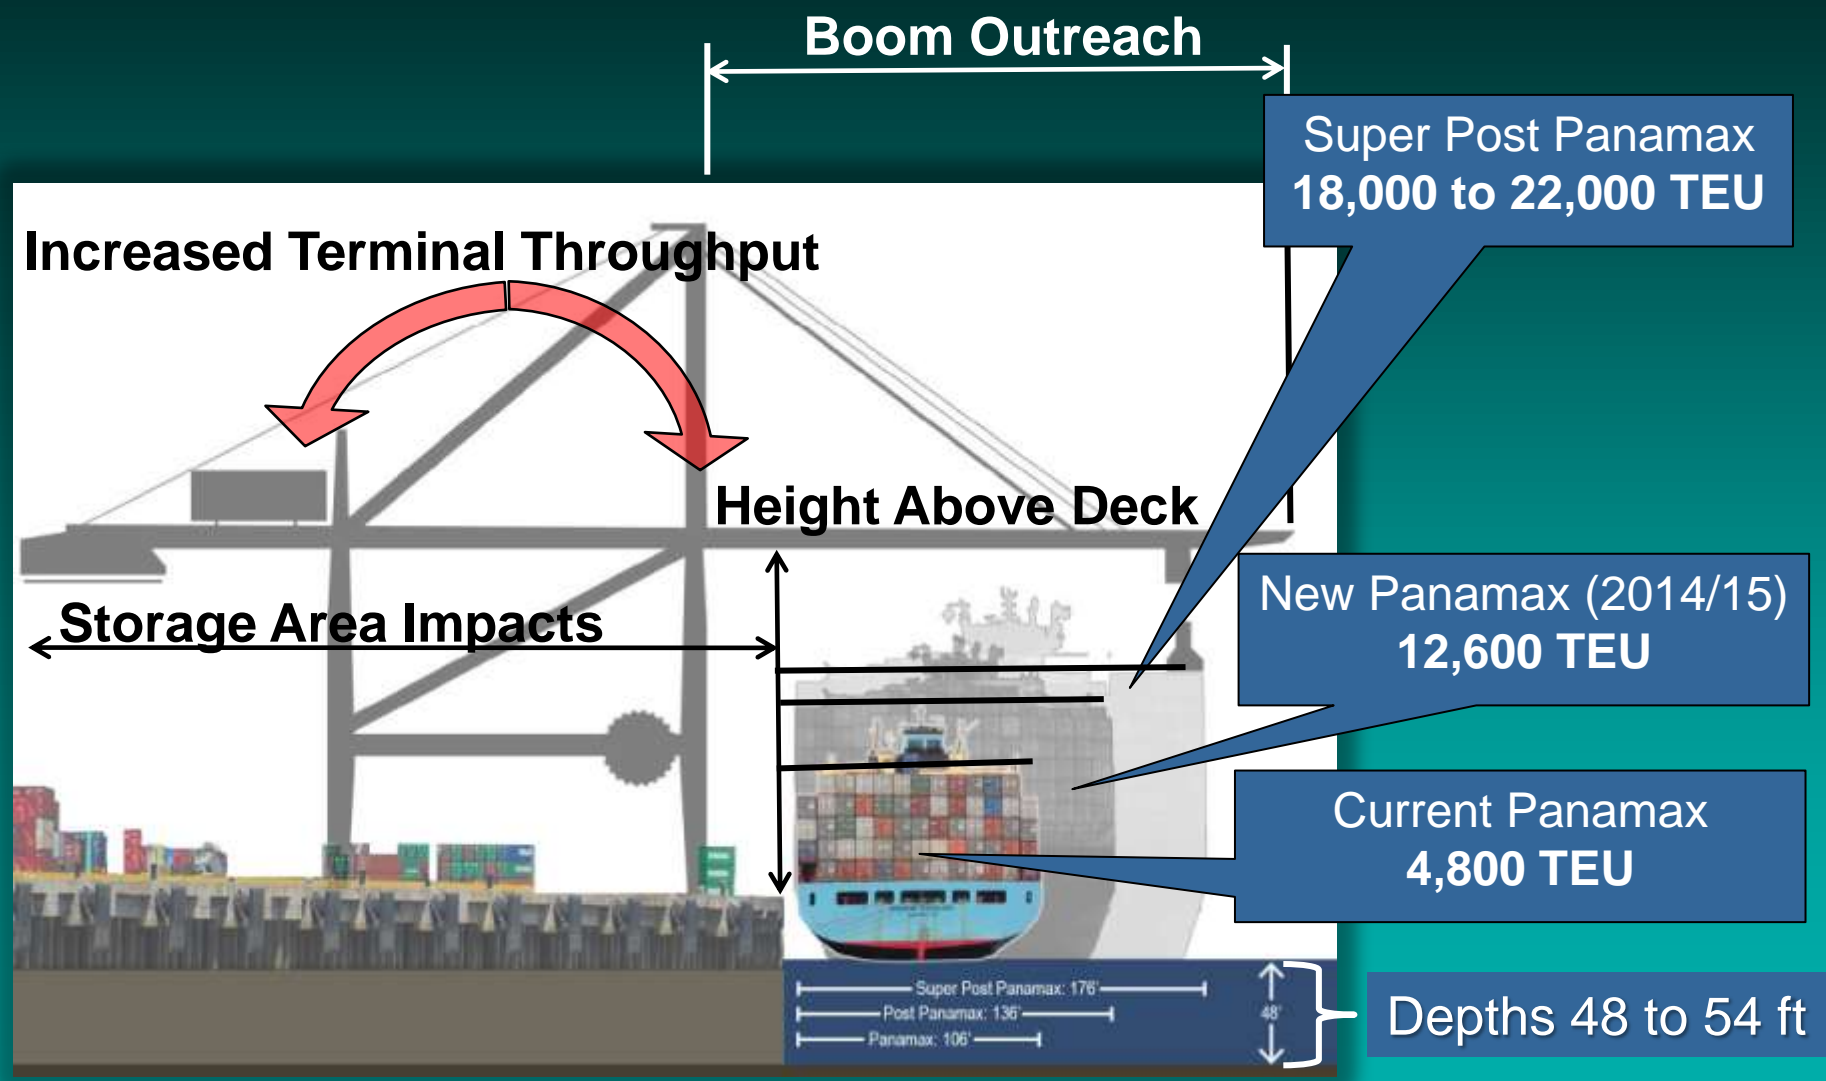 Boom Outreach
Super Post Panamax
18,000 to 22,000 TEU
Increased Terminal Throughput
Height Above Deck
New Panamax (2014/15)
12,600 TEU
Storage Area Impacts
Current Panamax
4,800 TEU
Super Post Panamax: 176'
Post Panamax: 136'
Panamax: 106'
48'
Depths 48 to 54 ft